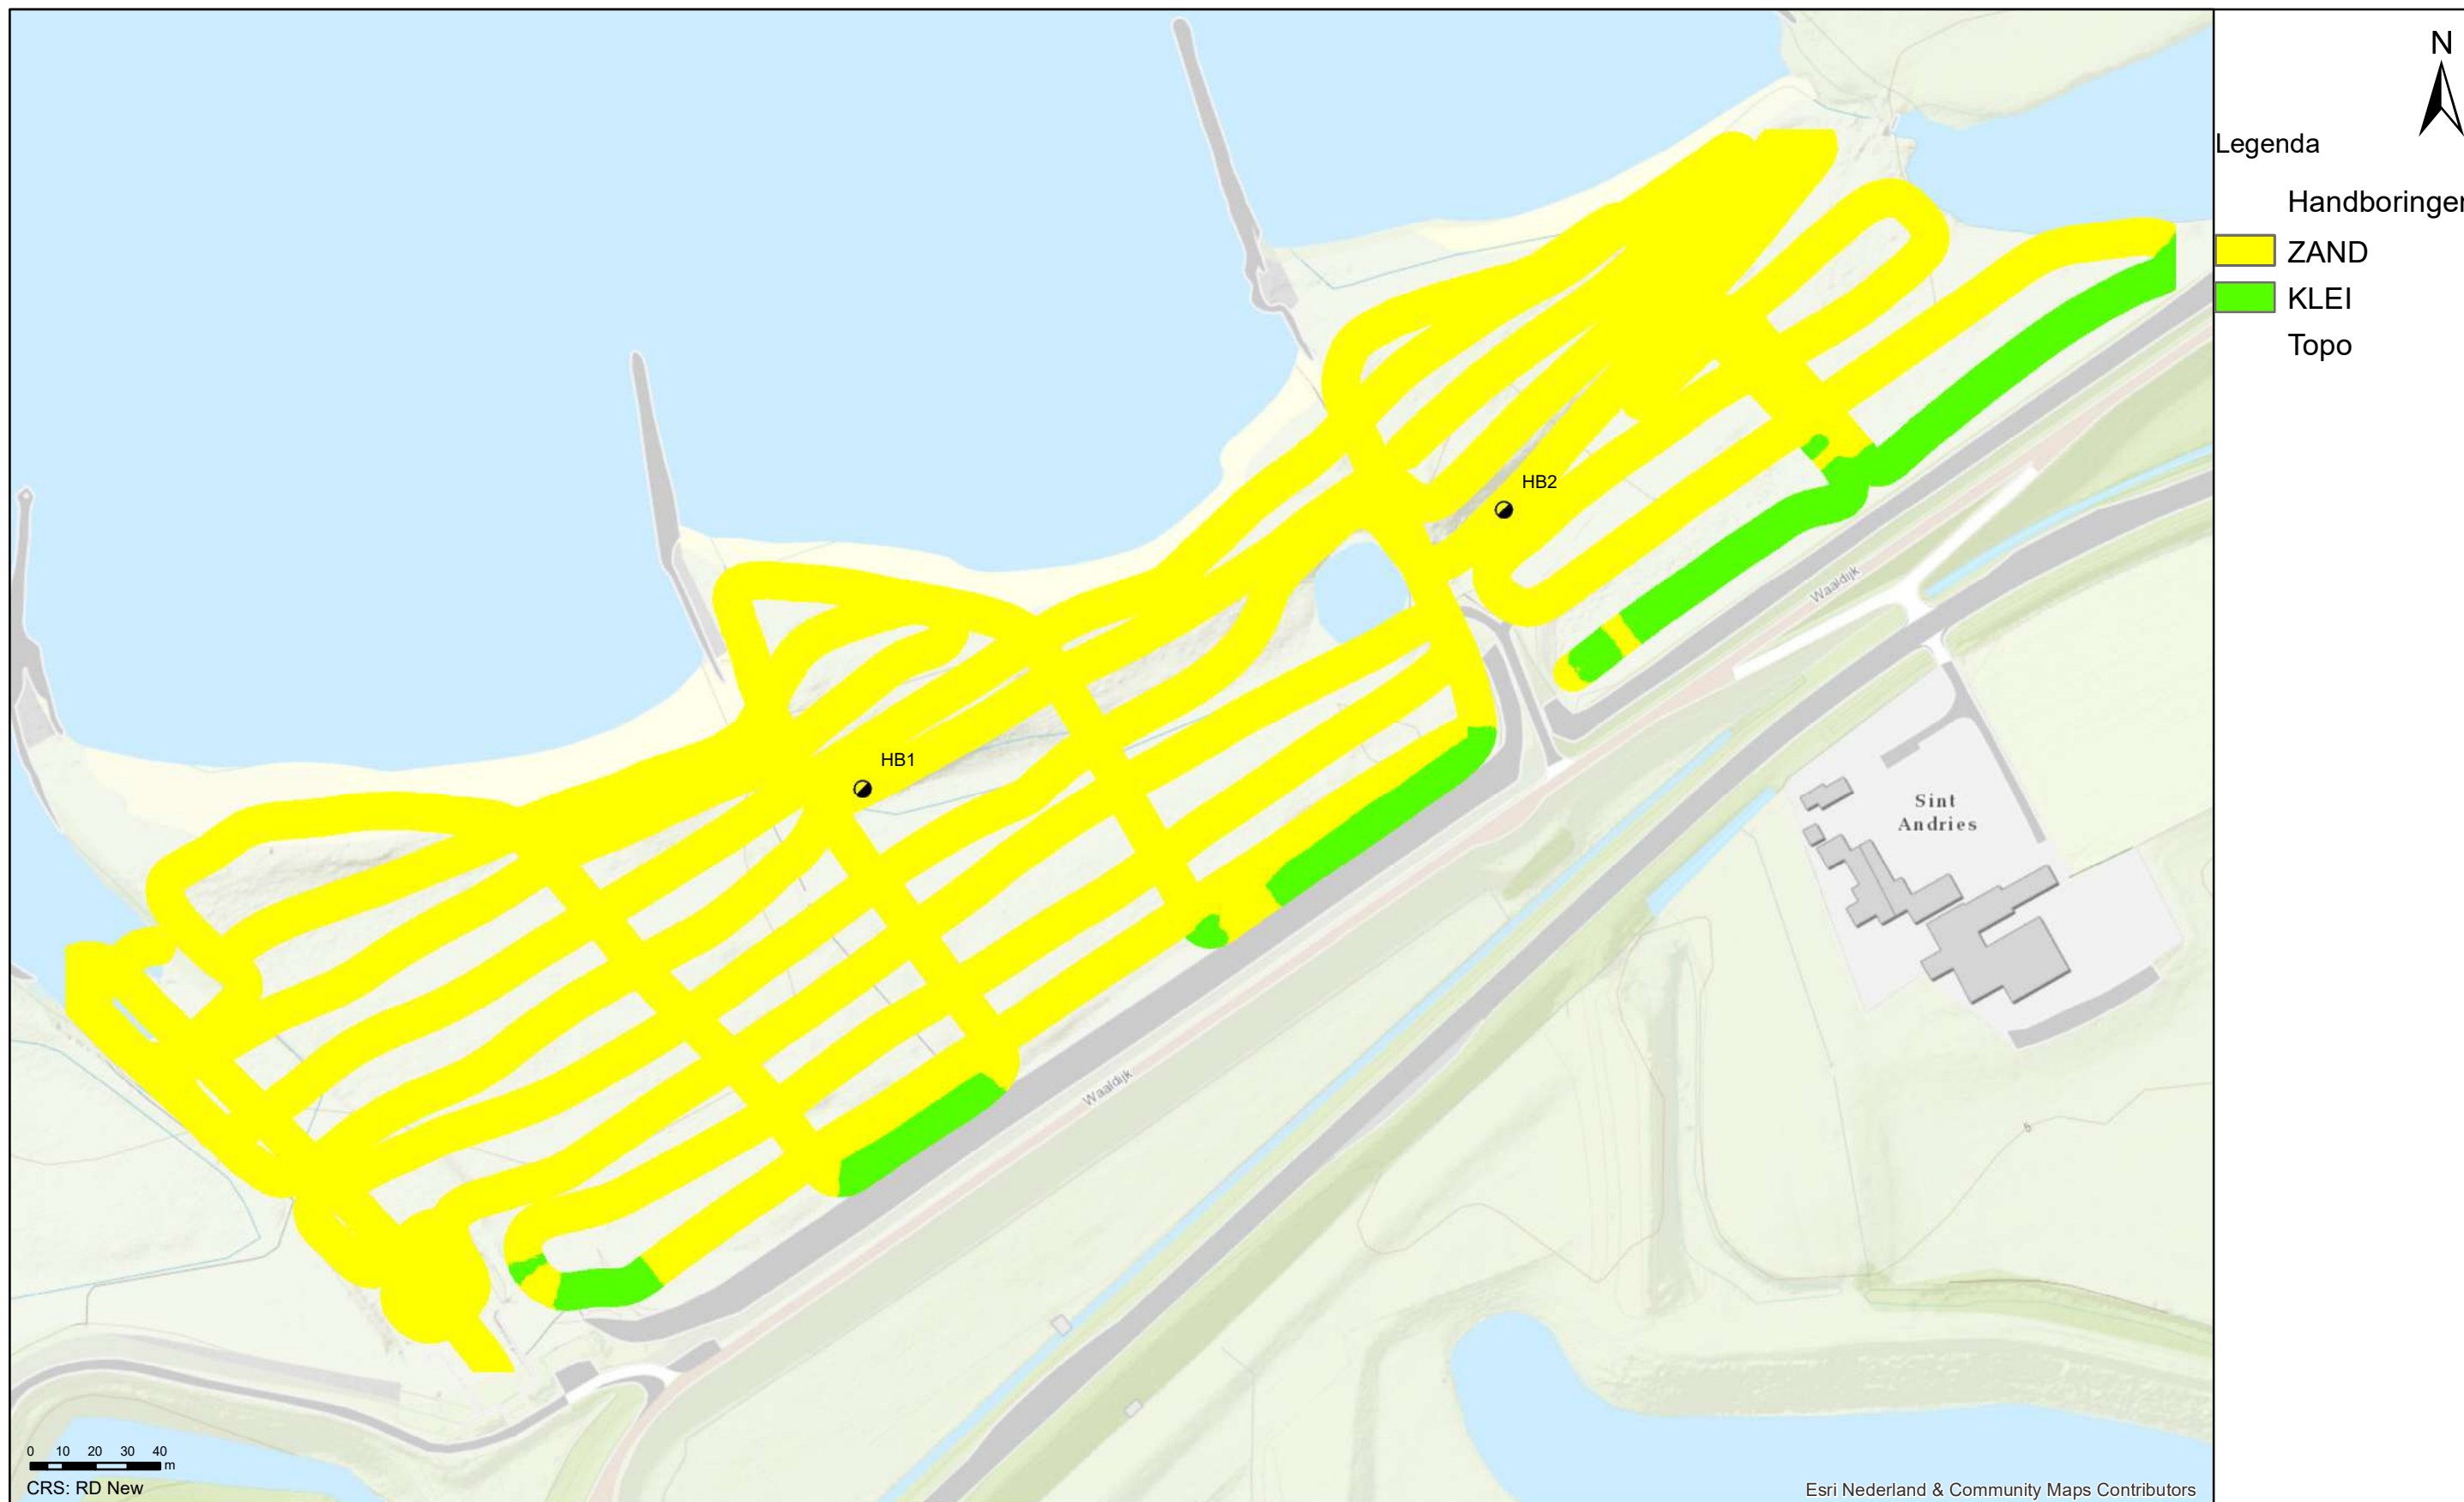 N
Legenda
Handboringen
ZAND
KLEI
Topo
HB2
HB1
Waaldijk
Sint
Andries
Waaldijk
5
0 10 20 30 40
m
CRS: RD New
Esri Nederland & Community Maps Contributors